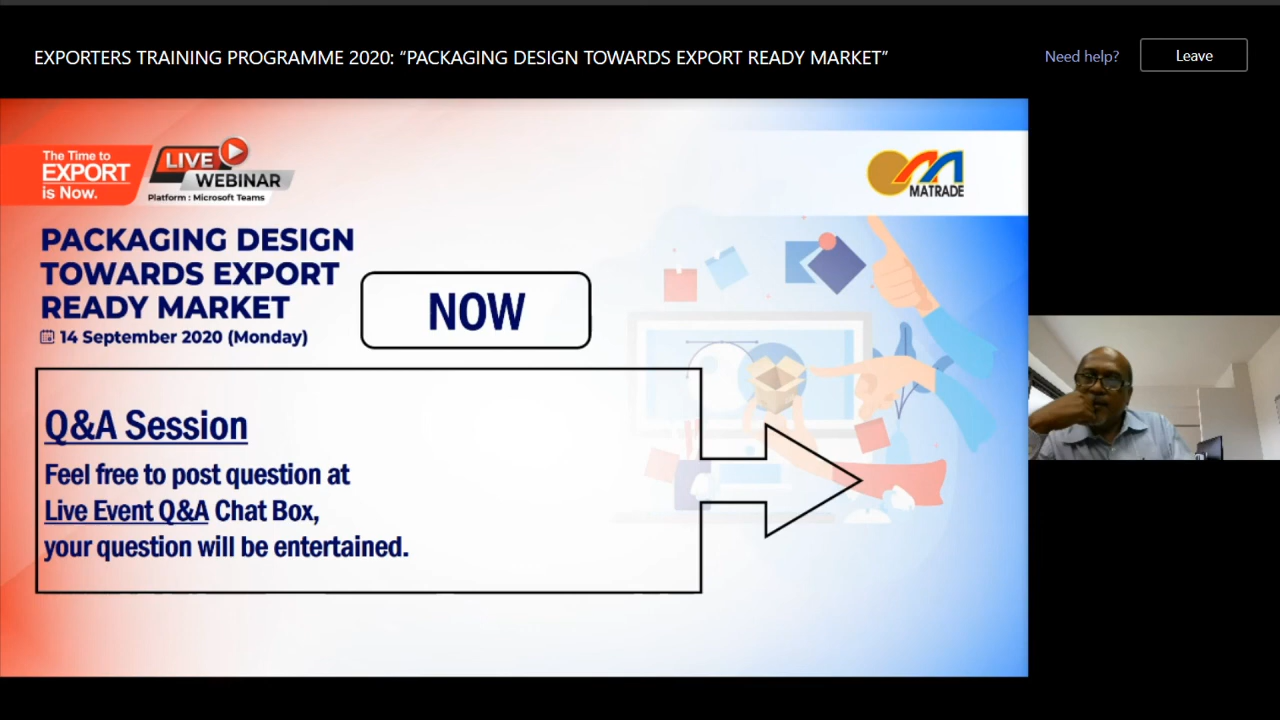 EXPORTERS TRAINING PROGRAMME 2020: “PACKAGING DESIGN TOWARDS EXPORT READY MARKET”
Need help?
Leave
The Time to
EXPORT
is Now.
LIVE
WEBINAR
Platform : Microsoft Teams
MATRADE
PACKAGING DESIGN
TOWARDS EXPORT
READY MARKET
14 September 2020 (Monday)
NOW
Q&A Session
Feel free to post question at
Live Event Q&A Chat Box,
your question will be entertained.